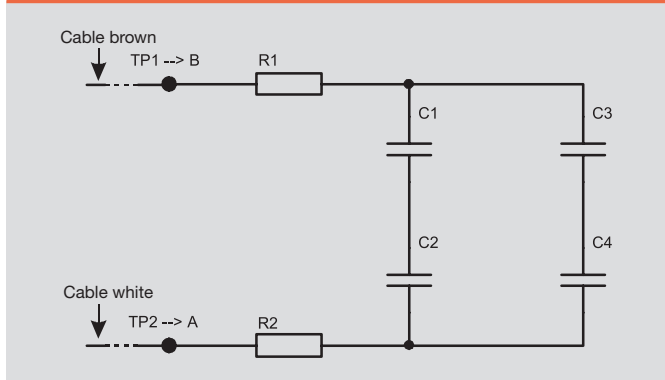 Cable brown
TP1 --> B
R1
C1
C3
C2
C4
Cable white
TP2 --> A
R2